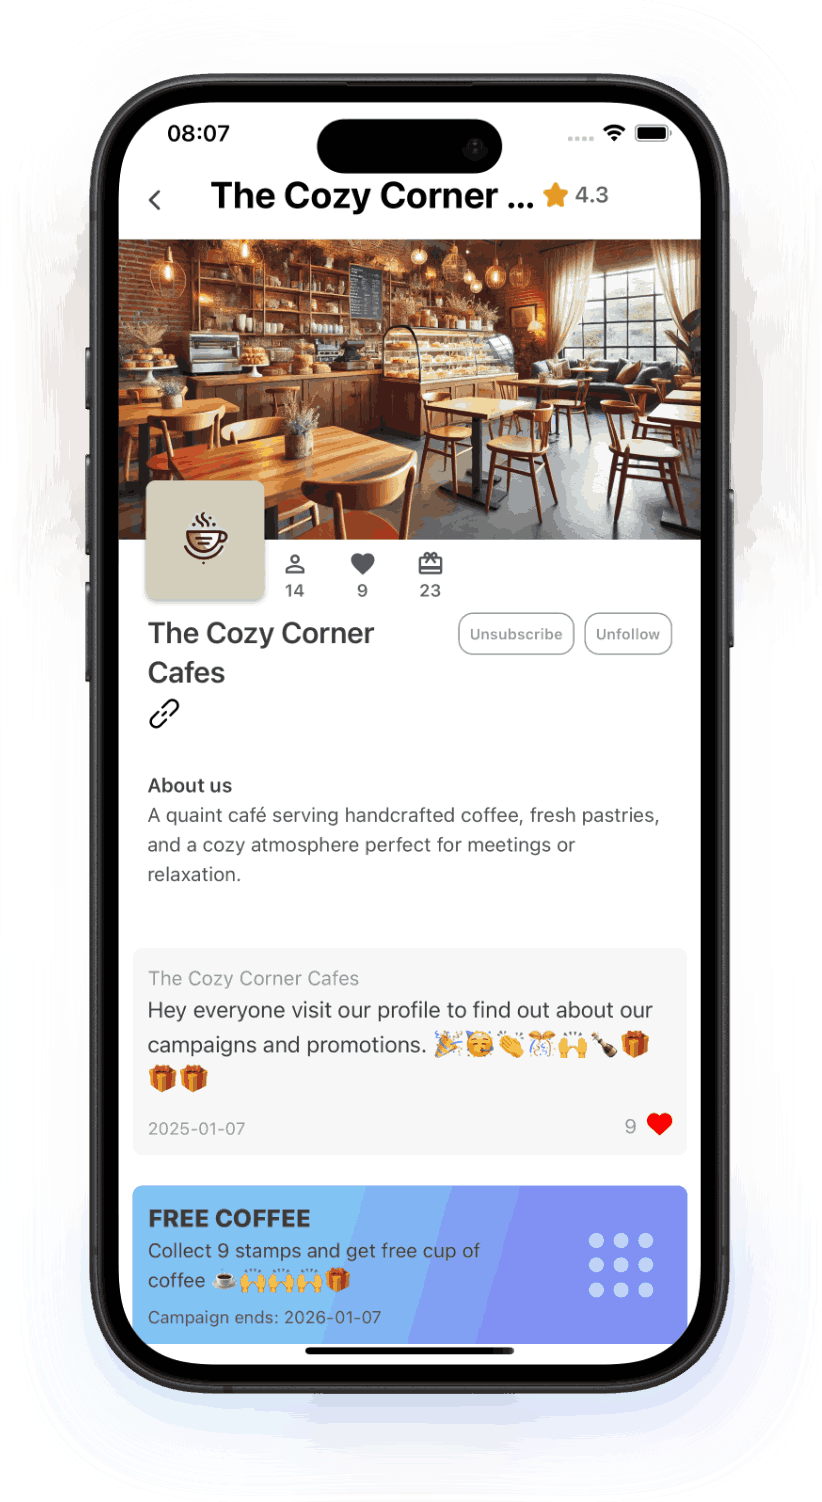 08:07
The Cozy Corner ... 4.3
14 9 23
The Cozy Corner
Cafes
Unsubscribe Unfollow
About us
A quaint café serving handcrafted coffee, fresh pastries,
and a cozy atmosphere perfect for meetings or
relaxation.
The Cozy Corner Cafes
Hey everyone visit our profile to find out about our
campaigns and promotions. 🎉🥳👏🎊🙌🍾🎁
🎁🎁
2025-01-07 9
FREE COFFEE
Collect 9 stamps and get free cup of
coffee ☕🙌🙌🙌🎁
Campaign ends: 2026-01-07